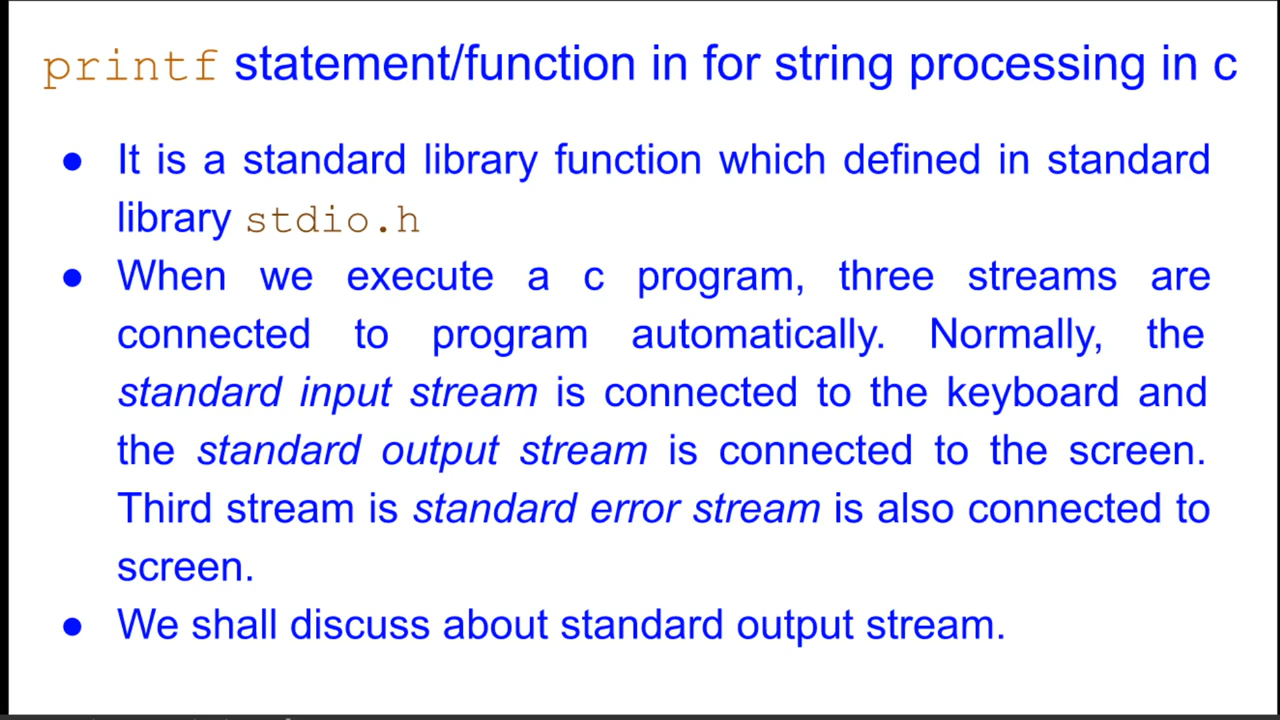 printf statement/function in for string processing in c
● It is a standard library function which defined in standard
library stdio.h
● When we execute a c program, three streams are
connected to program automatically. Normally, the
standard input stream is connected to the keyboard and
the standard output stream is connected to the screen.
Third stream is standard error stream is also connected to
screen.
● We shall discuss about standard output stream.